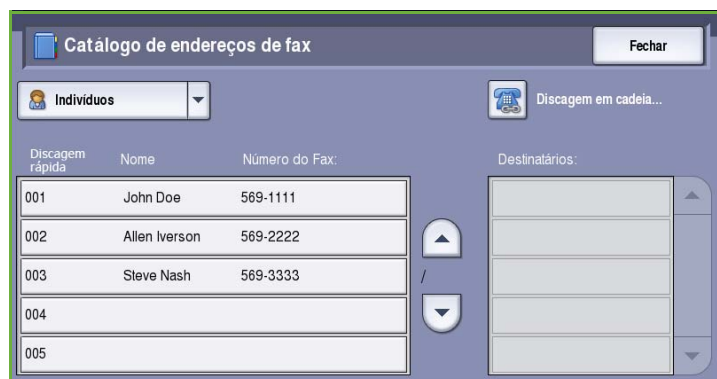 Catálogo de endereços de fax
Fechar
Indivíduos
Discagem em cadeia...
Discagem rápida Nome Número do Fax: Destinatários:
001 John Doe 569-1111
002 Allen Iverson 569-2222
003 Steve Nash 569-3333
/
004
005